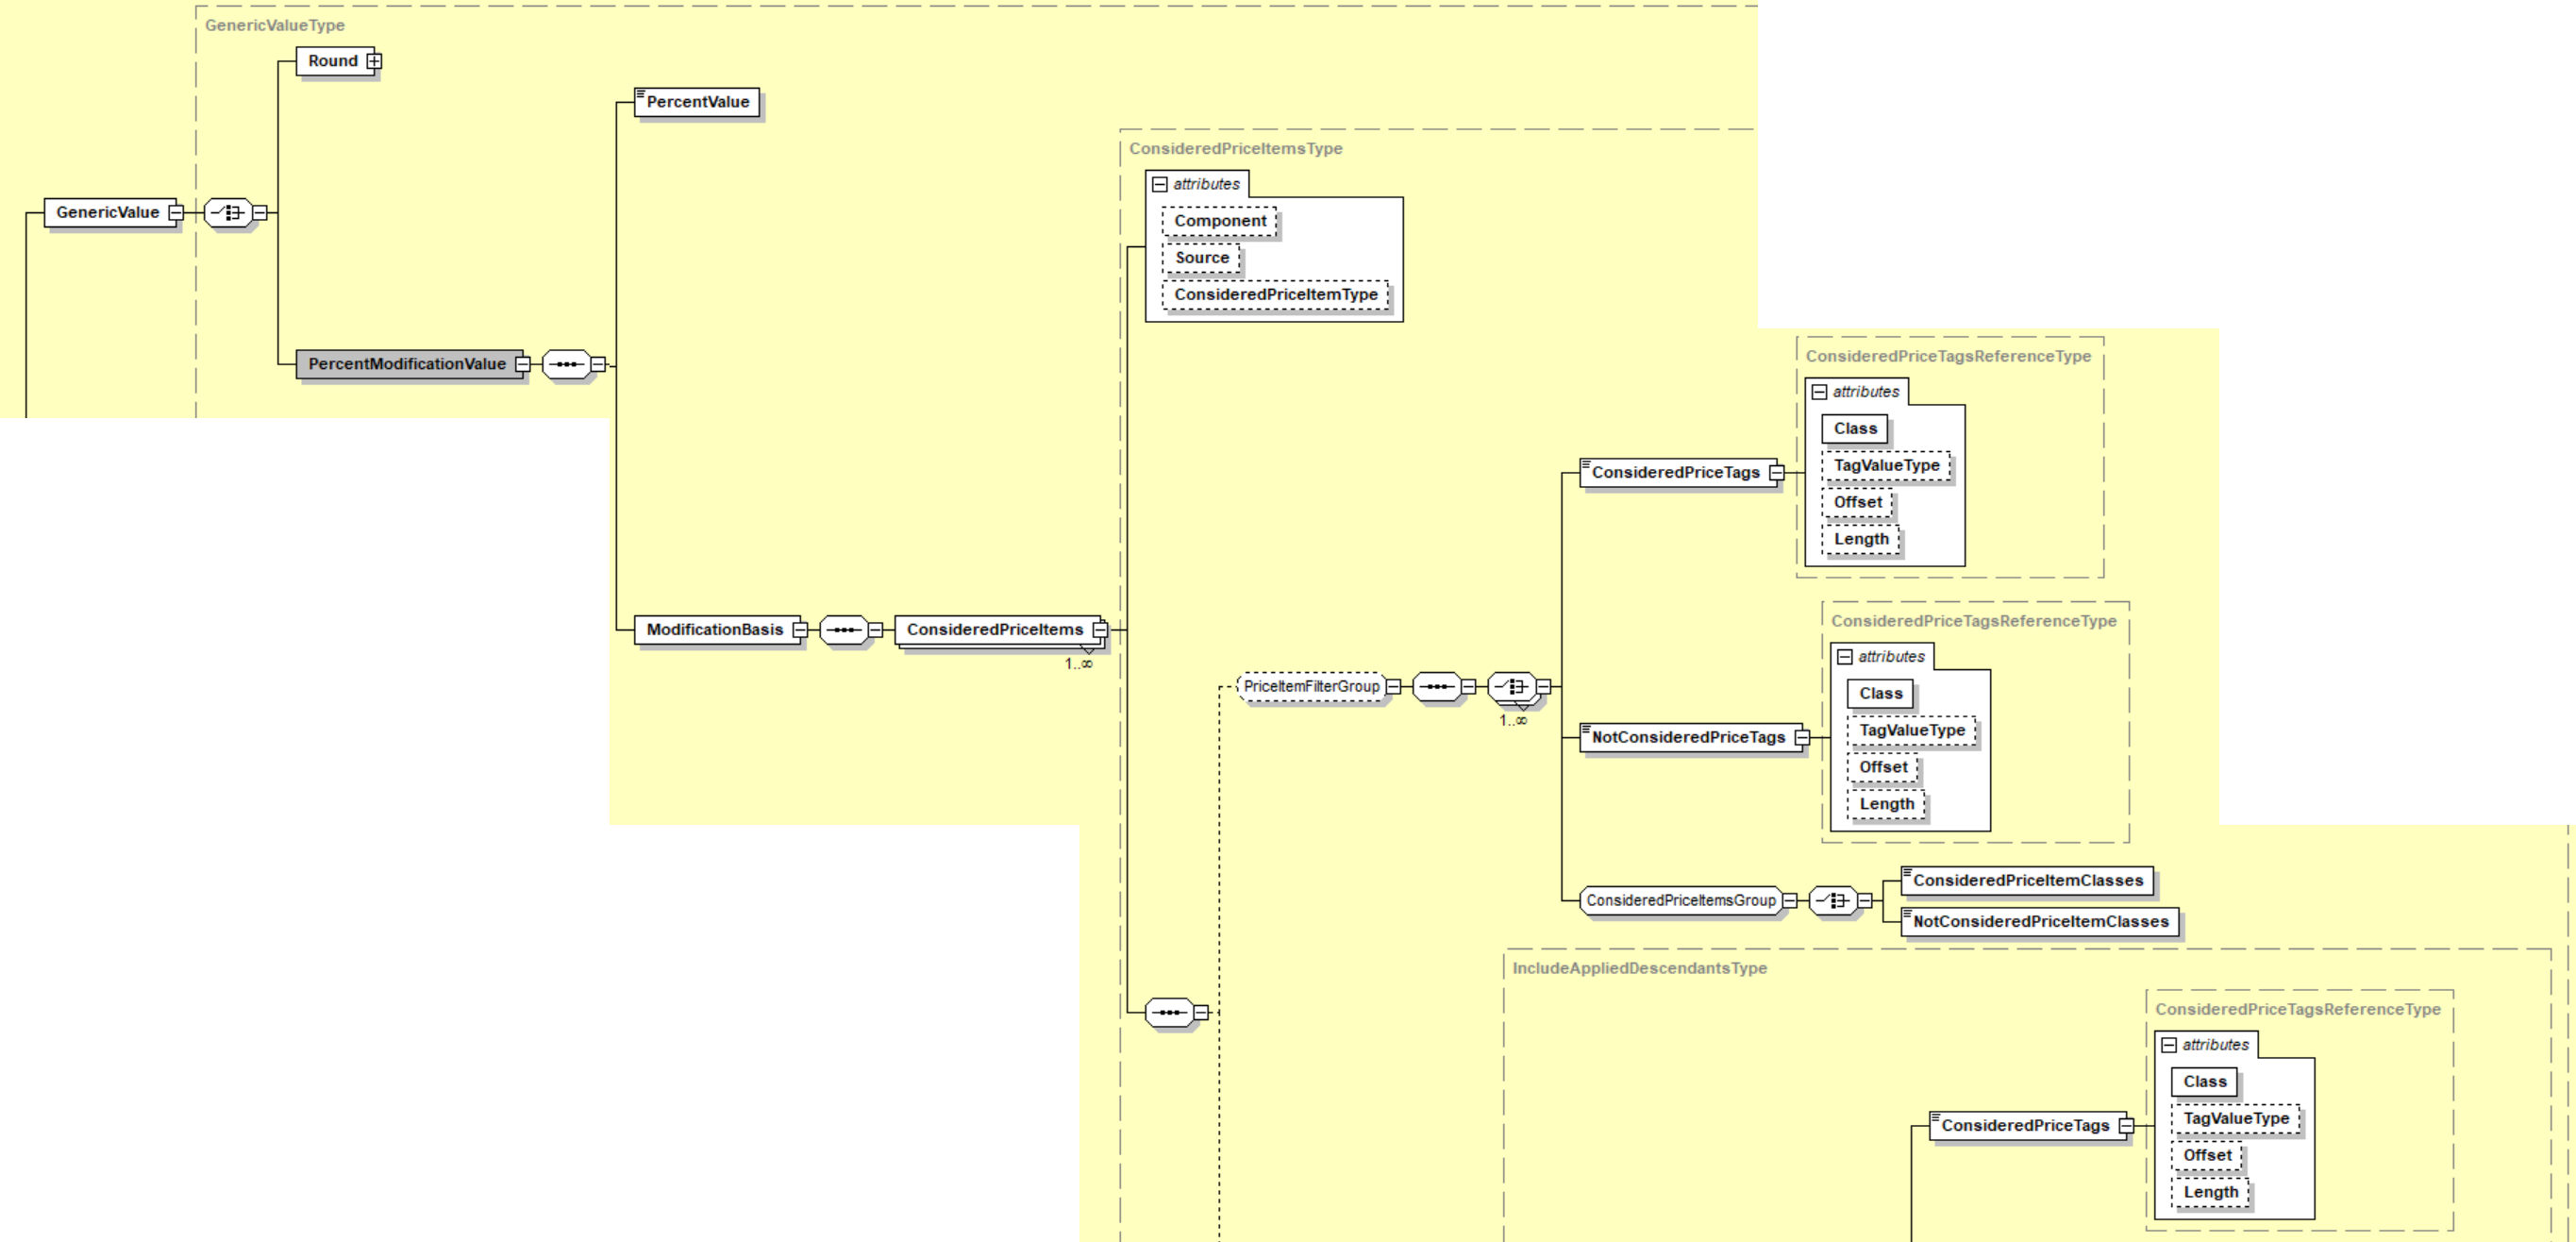 GenericValueType
Round
PercentValue
ConsideredPriceItemsType
attributes
Component
Source
ConsideredPriceItemType
GenericValue
PercentModificationValue
ConsideredPriceTagsReferenceType
attributes
Class
TagValueType
Offset
Length
ConsideredPriceTags
ModificationBasis
ConsideredPriceItems
1..∞
ConsideredPriceTagsReferenceType
attributes
Class
TagValueType
Offset
Length
PriceItemFilterGroup
1..∞
NotConsideredPriceTags
ConsideredPriceItemsGroup
ConsideredPriceItemClasses
NotConsideredPriceItemClasses
IncludeAppliedDescendantsType
ConsideredPriceTagsReferenceType
attributes
Class
TagValueType
Offset
Length
ConsideredPriceTags